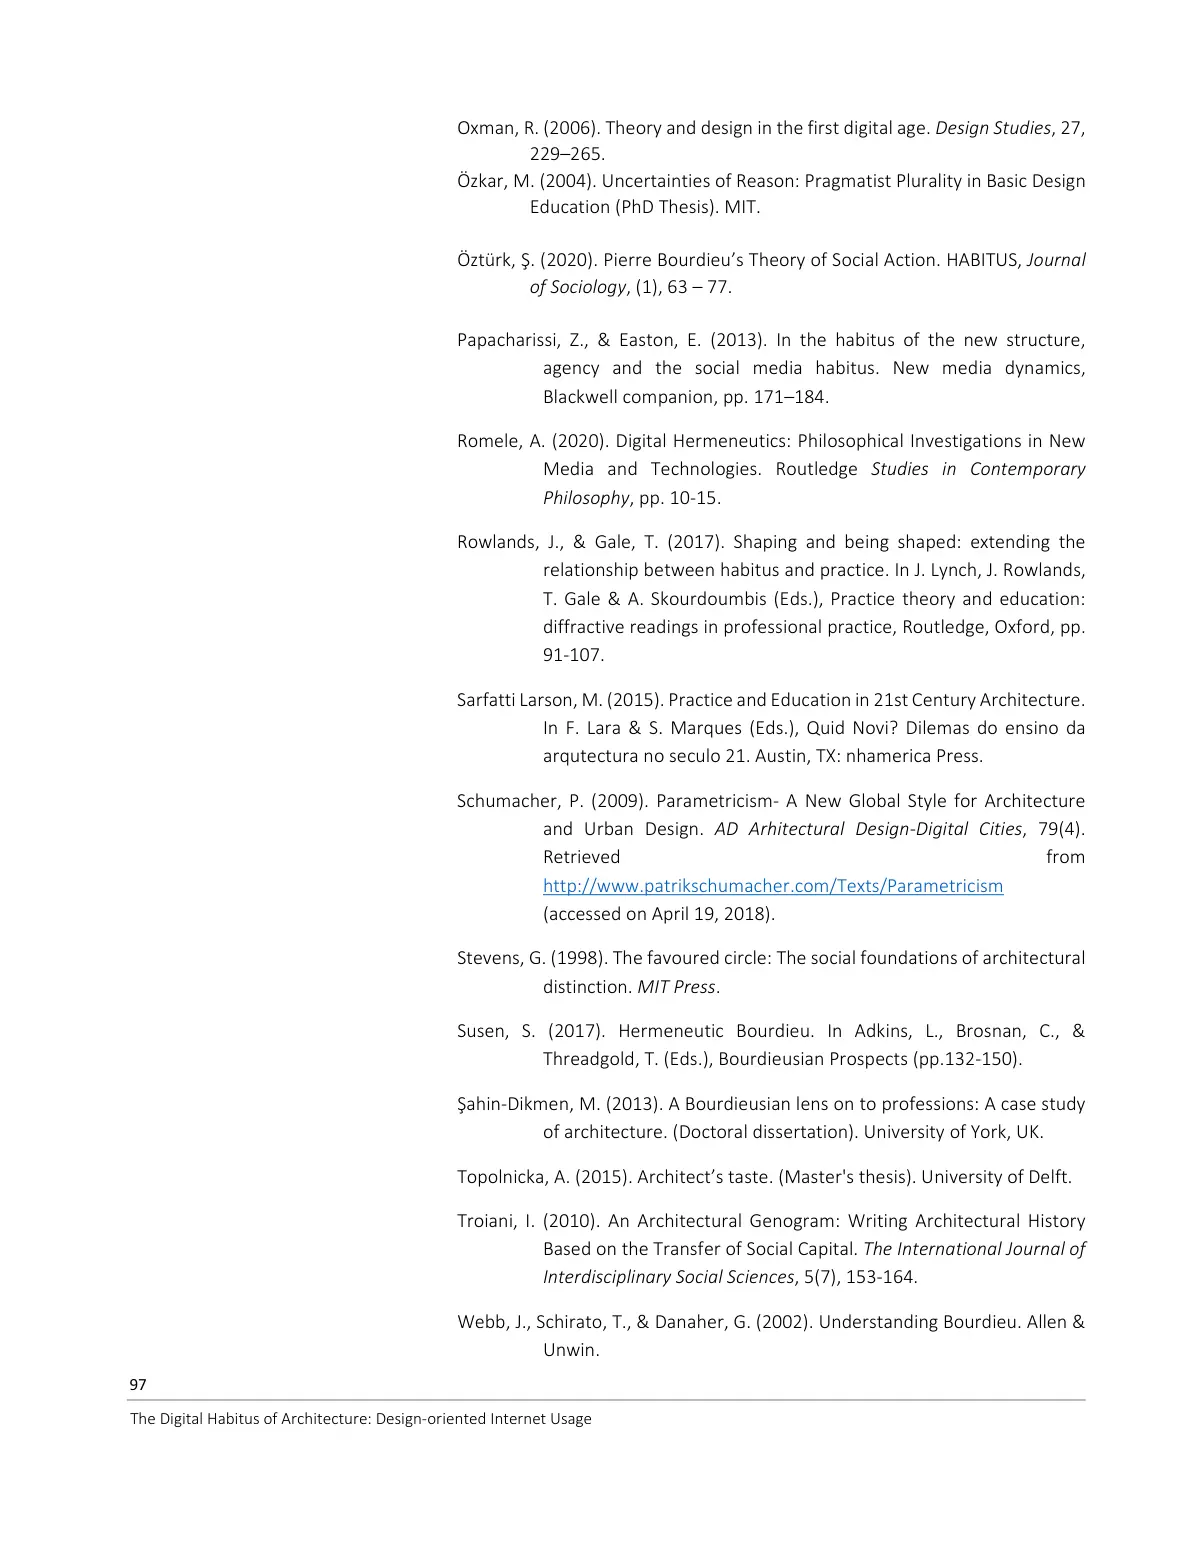 Oxman, R. (2006). Theory and design in the first digital age. Design Studies, 27,
229–265.
Özkar, M. (2004). Uncertainties of Reason: Pragmatist Plurality in Basic Design
Education (PhD Thesis). MIT.
Öztürk, Ş. (2020). Pierre Bourdieu’s Theory of Social Action. HABITUS, Journal
of Sociology, (1), 63 – 77.
Papacharissi, Z., & Easton, E. (2013). In the habitus of the new structure,
agency and the social media habitus. New media dynamics,
Blackwell companion, pp. 171–184.
Romele, A. (2020). Digital Hermeneutics: Philosophical Investigations in New
Media and Technologies. Routledge Studies in Contemporary
Philosophy, pp. 10-15.
Rowlands, J., & Gale, T. (2017). Shaping and being shaped: extending the
relationship between habitus and practice. In J. Lynch, J. Rowlands,
T. Gale & A. Skourdoumbis (Eds.), Practice theory and education:
diffractive readings in professional practice, Routledge, Oxford, pp.
91-107.
Sarfatti Larson, M. (2015). Practice and Education in 21st Century Architecture.
In F. Lara & S. Marques (Eds.), Quid Novi? Dilemas do ensino da
arqutectura no seculo 21. Austin, TX: nhamerica Press.
Schumacher, P. (2009). Parametricism- A New Global Style for Architecture
and Urban Design. AD Arhitectural Design-Digital Cities, 79(4).
Retrieved from
http://www.patrikschumacher.com/Texts/Parametricism
(accessed on April 19, 2018).
Stevens, G. (1998). The favoured circle: The social foundations of architectural
distinction. MIT Press.
Susen, S. (2017). Hermeneutic Bourdieu. In Adkins, L., Brosnan, C., &
Threadgold, T. (Eds.), Bourdieusian Prospects (pp.132-150).
Şahin-Dikmen, M. (2013). A Bourdieusian lens on to professions: A case study
of architecture. (Doctoral dissertation). University of York, UK.
Topolnicka, A. (2015). Architect’s taste. (Master's thesis). University of Delft.
Troiani, I. (2010). An Architectural Genogram: Writing Architectural History
Based on the Transfer of Social Capital. The International Journal of
Interdisciplinary Social Sciences, 5(7), 153-164.
Webb, J., Schirato, T., & Danaher, G. (2002). Understanding Bourdieu. Allen &
Unwin.
97
The Digital Habitus of Architecture: Design-oriented Internet Usage